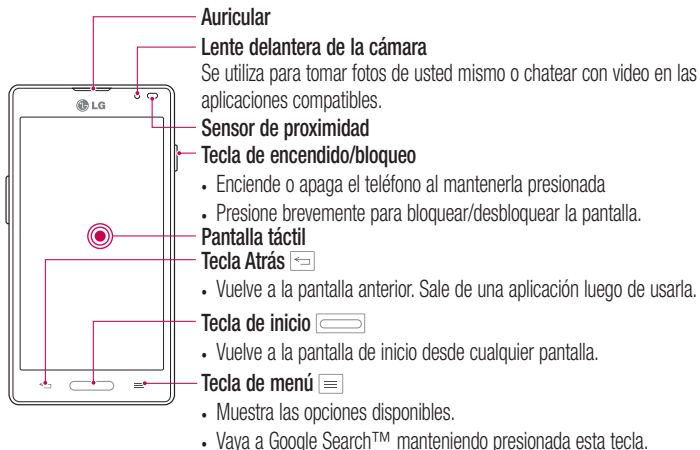 Auricular
Lente delantera de la cámara
Se utiliza para tomar fotos de usted mismo o chatear con video en las
aplicaciones compatibles.
LG
Sensor de proximidad
Tecla de encendido/bloqueo
• Enciende o apaga el teléfono al mantenerla presionada
• Presione brevemente para bloquear/desbloquear la pantalla.
Pantalla táctil
Tecla Atrás
• Vuelve a la pantalla anterior. Sale de una aplicación luego de usarla.
Tecla de inicio
• Vuelve a la pantalla de inicio desde cualquier pantalla.
Tecla de menú
• Muestra las opciones disponibles.
• Vaya a Google Search™ manteniendo presionada esta tecla.